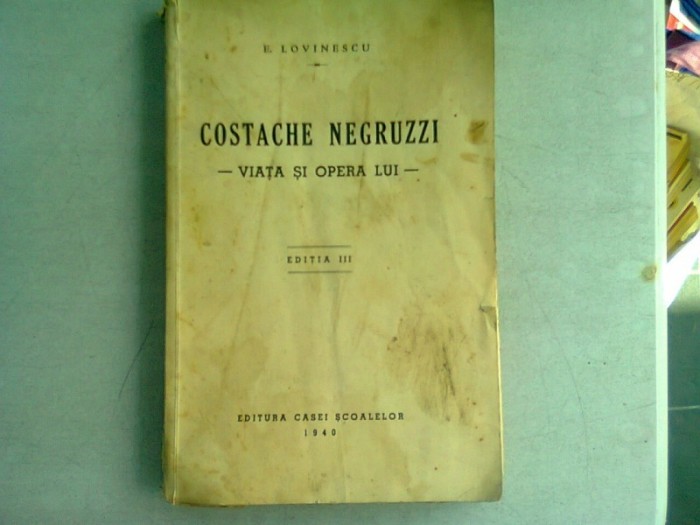 E. LOVINESCU
COSTACHE NEGRUZZI
— VIAȚA ȘI OPERA LUI —
EDIȚIA III
EDITURA CASEI ȘCOALELOR
1940